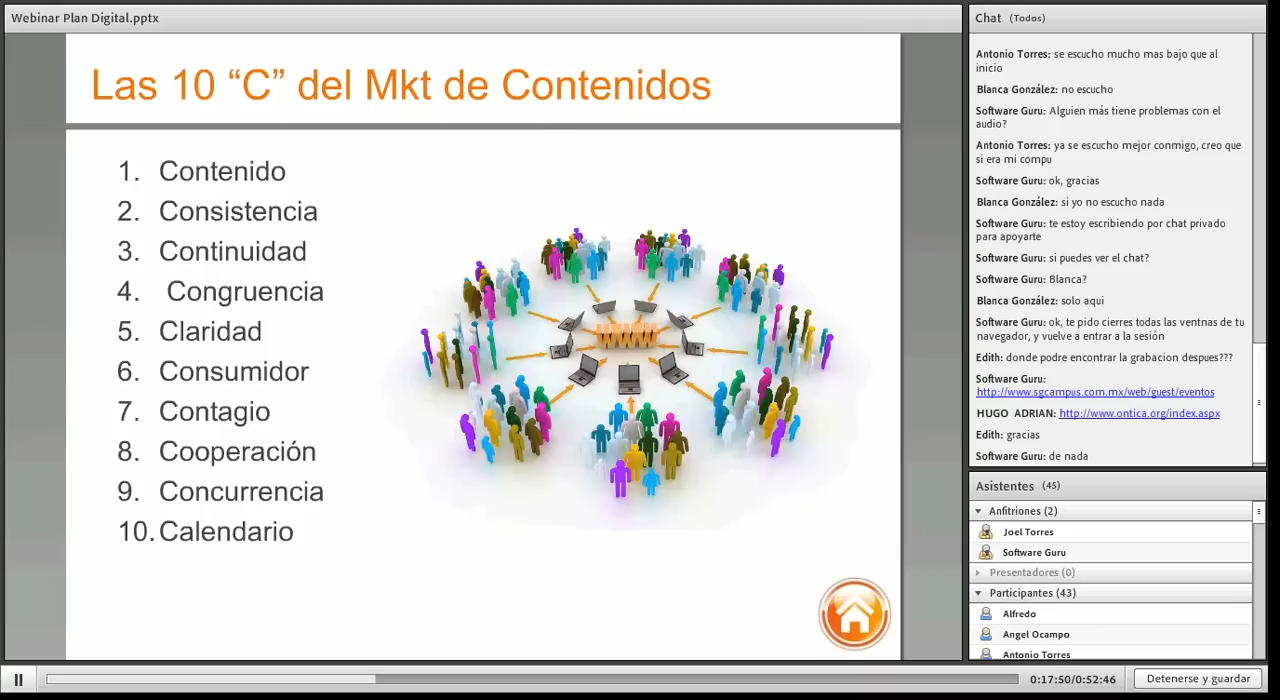 Webinar Plan Digital.pptx
Las 10 “C” del Mkt de Contenidos
1. Contenido
2. Consistencia
3. Continuidad
4. Congruencia
5. Claridad
6. Consumidor
7. Contagio
8. Cooperación
9. Concurrencia
10. Calendario
WWW
Chat (Todos)
Antonio Torres: se escucho mucho mas bajo que al
inicio
Blanca González: no escucho
Software Guru: Alguien más tiene problemas con el
audio?
Antonio Torres: ya se escucho mejor conmigo, creo que
si era mi compu
Software Guru: ok, gracias
Blanca González: si yo no escucho nada
Software Guru: te estoy escribiendo por chat privado
para apoyarte
Software Guru: si puedes ver el chat?
Software Guru: Blanca?
Blanca González: solo aqui
Software Guru: ok, te pido cierres todas las ventnas de tu
navegador, y vuelve a entrar a la sesión
Edith: donde podre encontrar la grabacion despues???
Software Guru:
http://www.sgcampus.com.mx/web/guest/eventos
HUGO ADRIAN: http://www.ontica.org/index.aspx
Edith: gracias
Software Guru: de nada
Asistentes (45)
Anfitriones (2)
Joel Torres
Software Guru
Presentadores (0)
Participantes (43)
Alfredo
Angel Ocampo
Antonio Torres
0:17:50/0:52:46
Detenerse y guardar